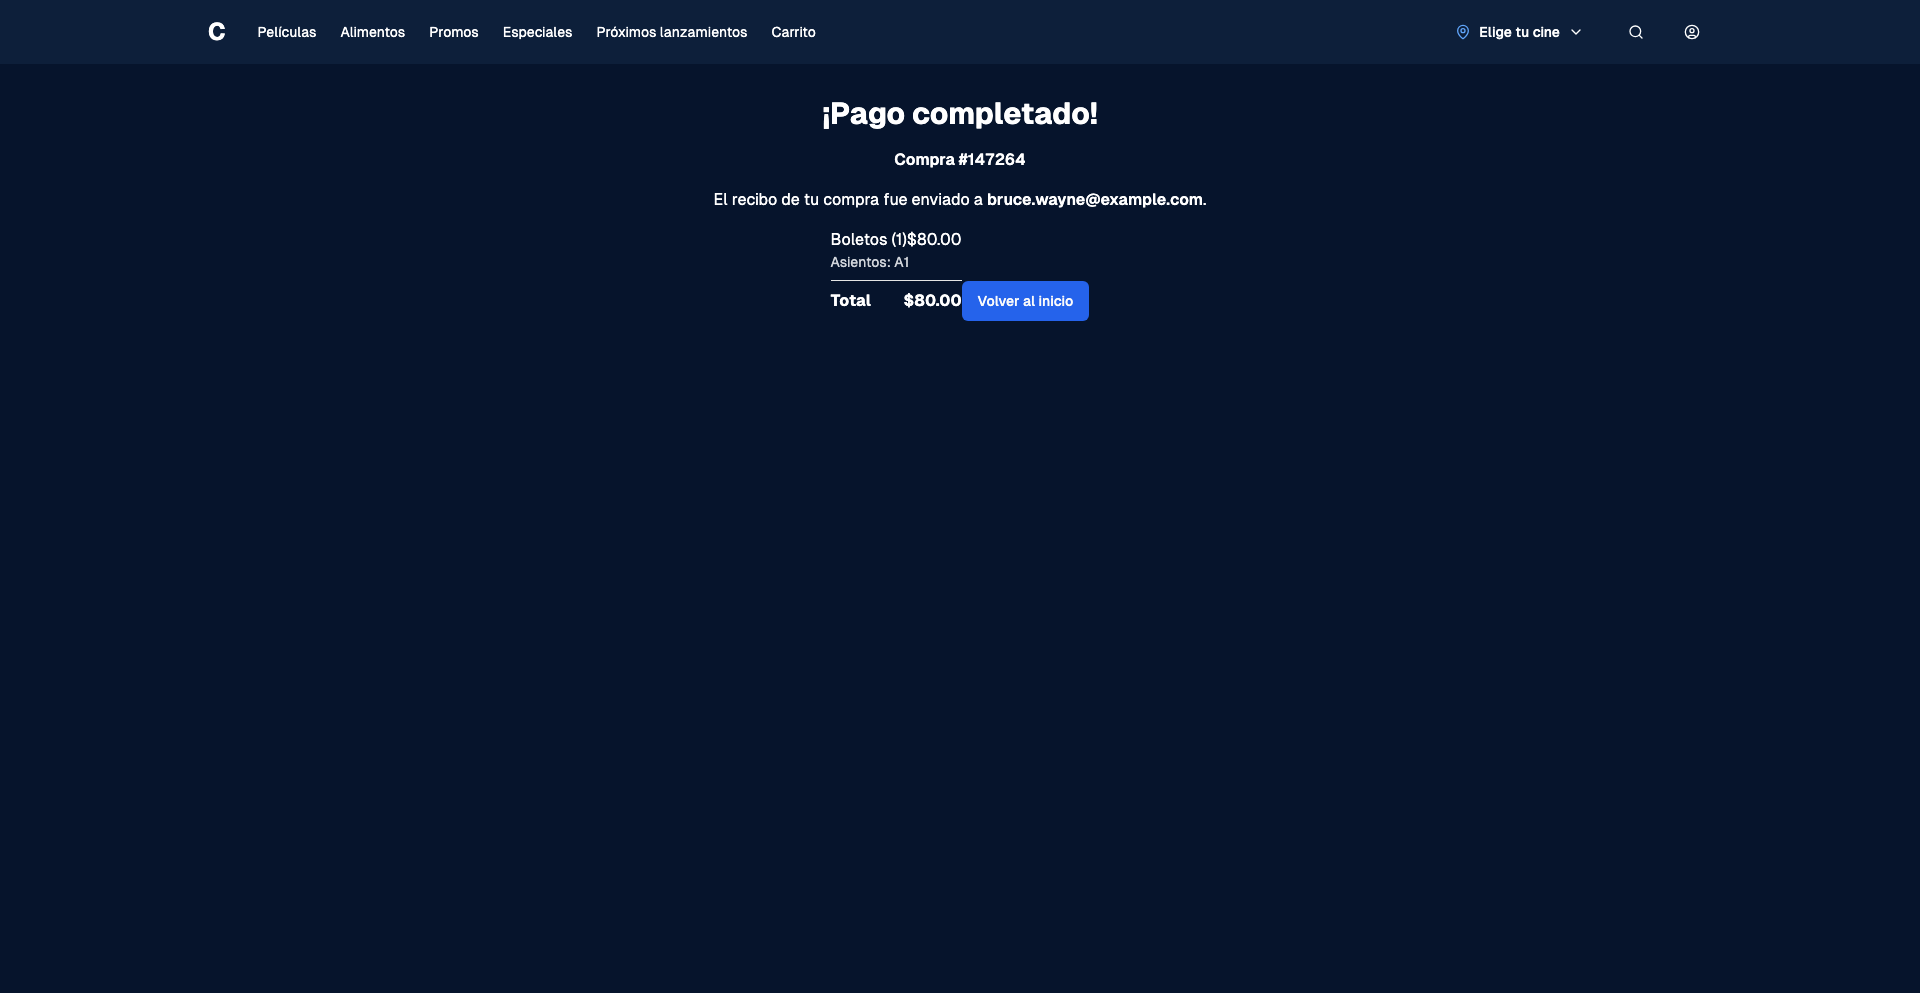 C Películas Alimentos Promos Especiales Próximos lanzamientos Carrito Elige tu cine
¡Pago completado!
Compra #147264
El recibo de tu compra fue enviado a bruce.wayne@example.com.
Boletos (1)$80.00
Asientos: A1
Total $80.00 Volver al inicio